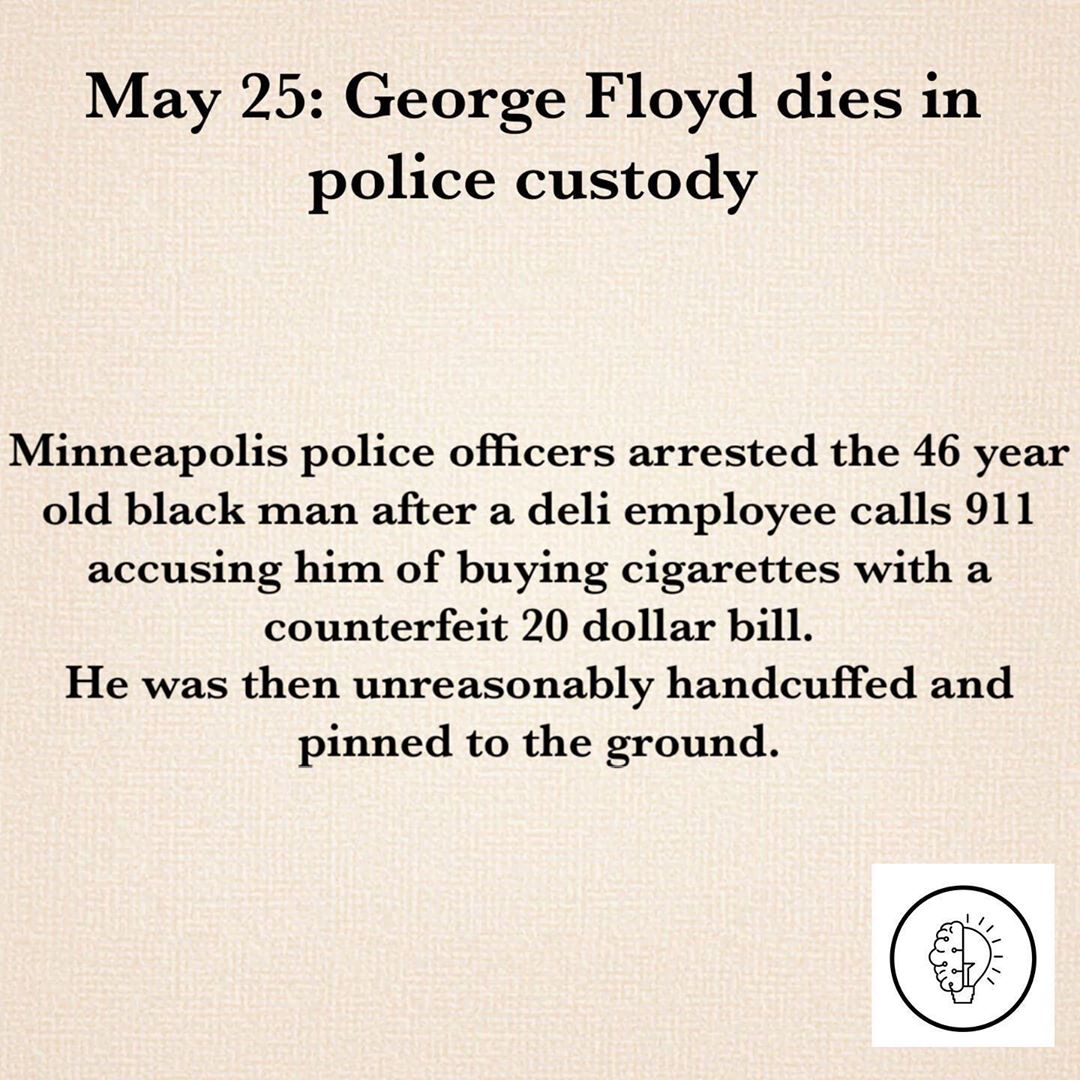 May 25: George Floyd dies in
police custody
Minneapolis police officers arrested the 46 year
old black man after a deli employee calls 911
accusing him of buying cigarettes with a
counterfeit 20 dollar bill.
He was then unreasonably handcuffed and
pinned to the ground.